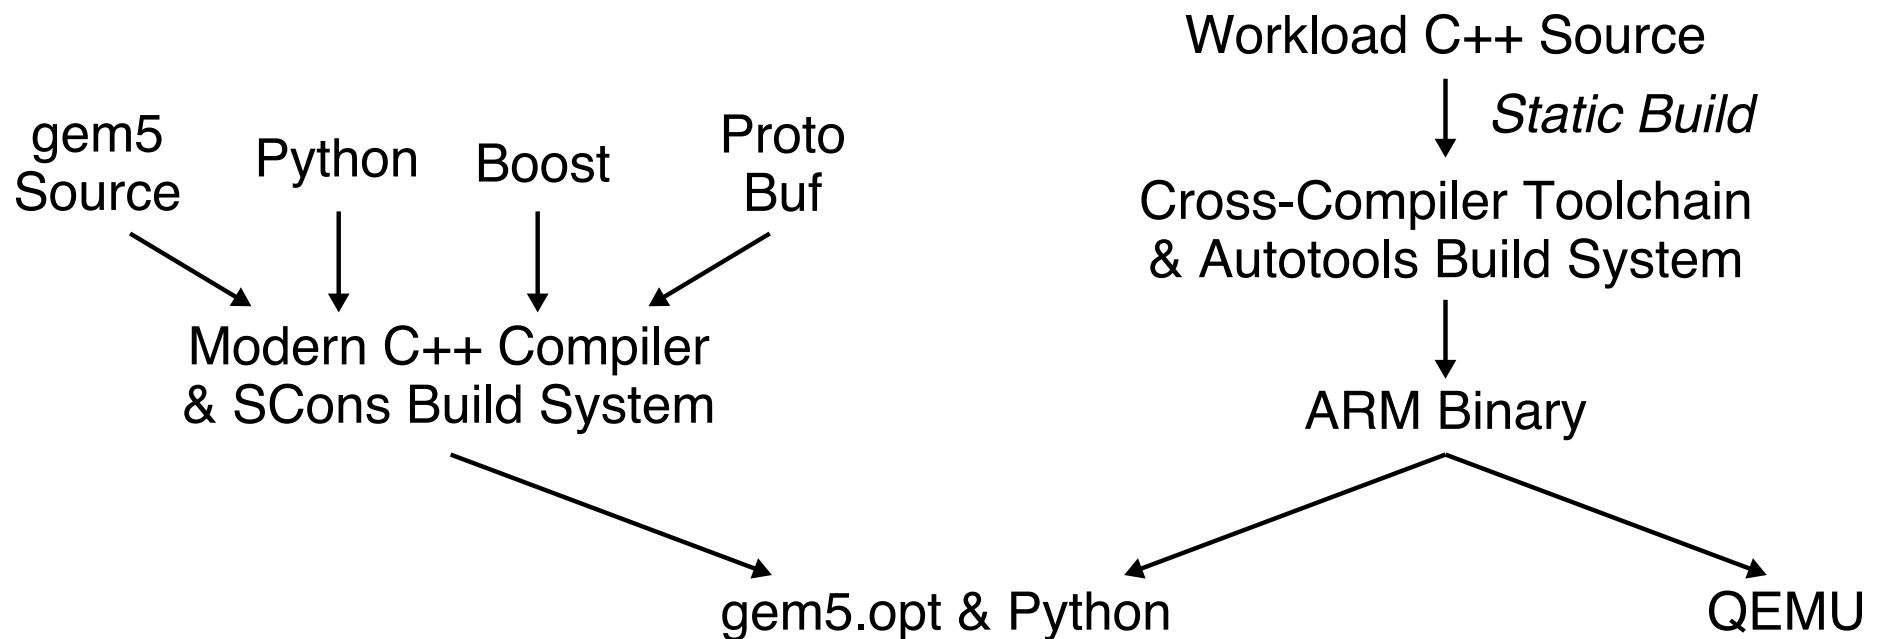 Workload C++ Source
Static Build
gem5
Source
Python
Boost
Proto
Buf
Cross-Compiler Toolchain
& Autotools Build System
Modern C++ Compiler
& SCons Build System
ARM Binary
gem5.opt & Python
QEMU